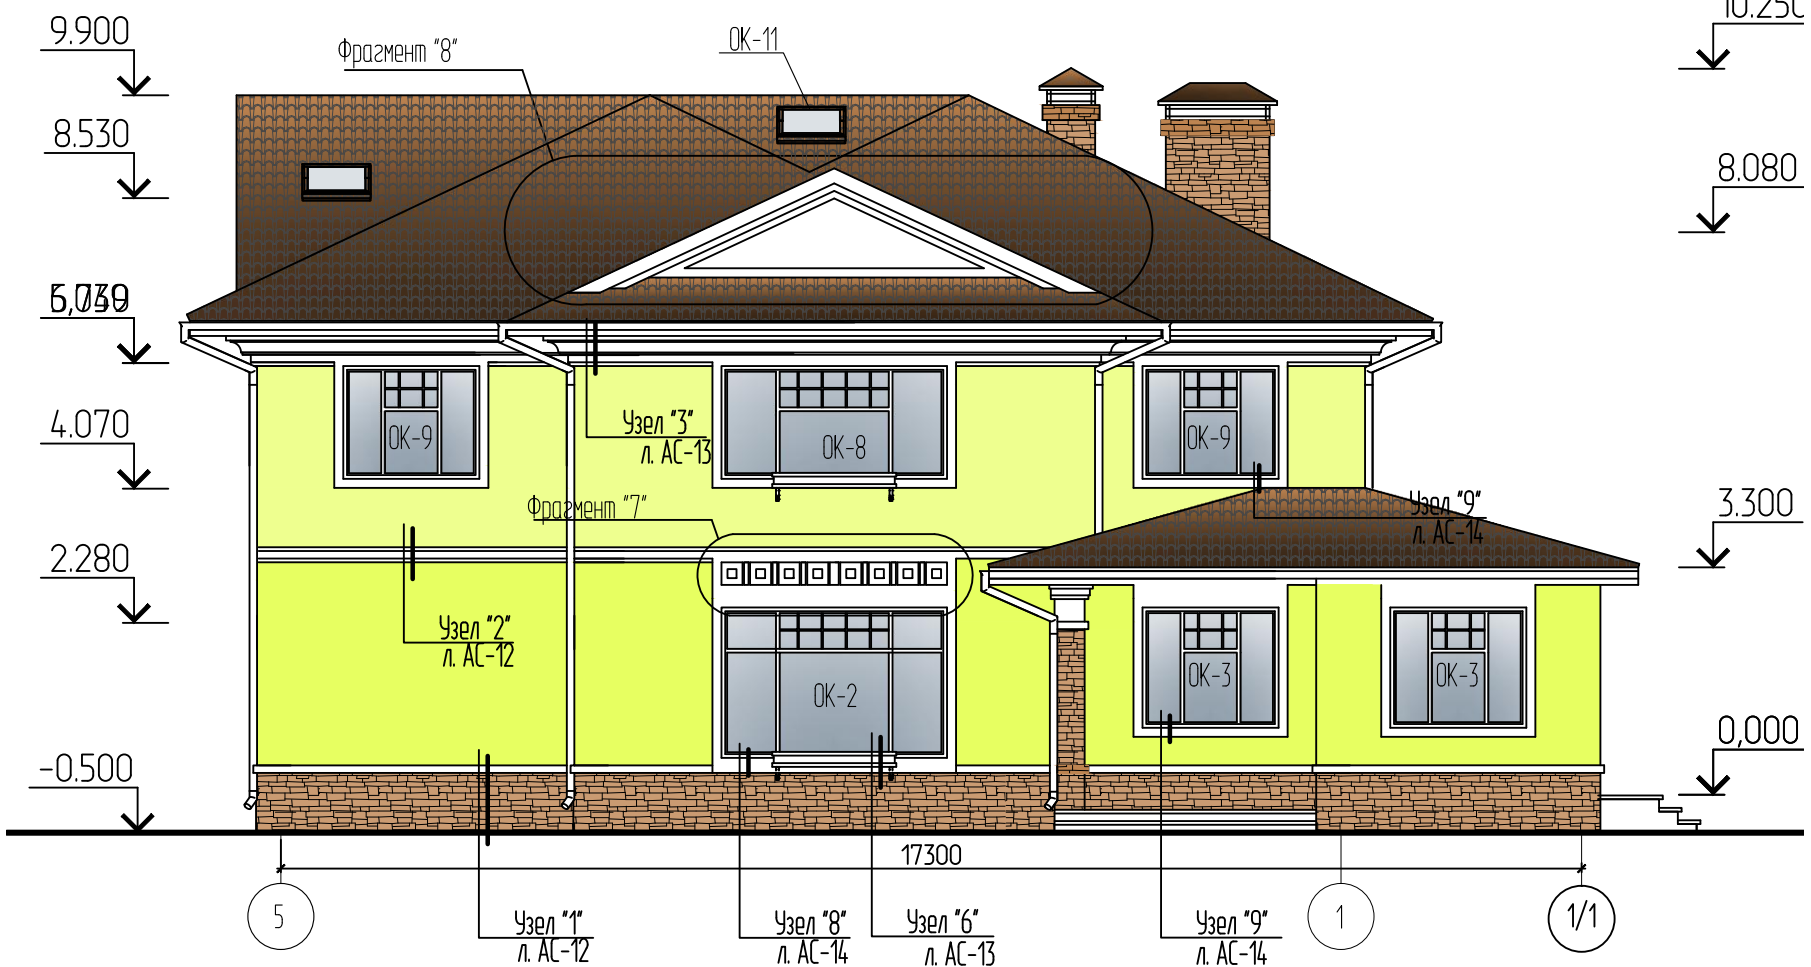 10.250
9.900
Фрагмент "8"
ОК-11
8.530
8.080
4.070
ОК-9
Узел "3"
л. АС-13
ОК-8
ОК-9
3.300
Фрагмент "7"
Узел "9"
л. АС-14
2.280
Узел "2"
л. АС-12
ОК-2
ОК-3
ОК-3
0,000
-0.500
17300
5
1
1/1
Узел "1"
л. АС-12
Узел "8"
л. АС-14
Узел "6"
л. АС-13
Узел "9"
л. АС-14